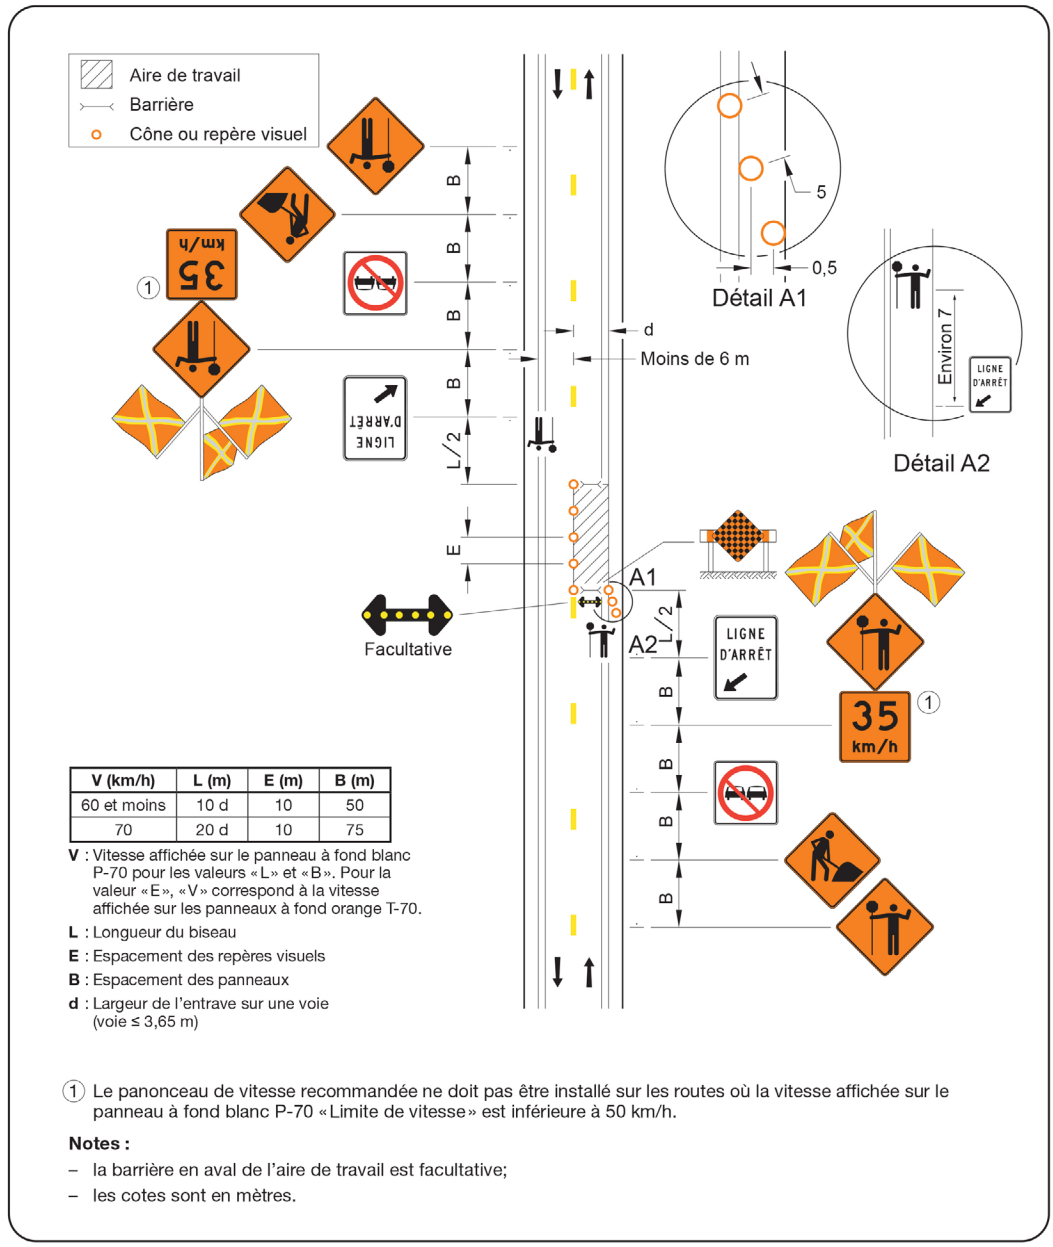 Aire de travail
Barrière
Cône ou repère visuel
35
km/h
1
LIGNE
D'ARRÊT
B
B
B
B
L/2
E
d
Moins de 6 m
5
0,5
Détail A1
Environ 7
LIGNE
D'ARRÊT
Détail A2
A1
A2
L/2
B
B
B
B
LIGNE
D'ARRÊT
35
km/h
1
Facultative
V (km/h) L (m) E (m) B (m)
60 et moins 10 d 10 50
70 20 d 10 75
V : Vitesse affichée sur le panneau à fond blanc
P-70 pour les valeurs «L» et «B». Pour la
valeur «E», «V» correspond à la vitesse
affichée sur les panneaux à fond orange T-70.
L : Longueur du biseau
E : Espacement des repères visuels
B : Espacement des panneaux
d : Largeur de l'entrave sur une voie
(voie ≤ 3,65 m)
1 Le panonceau de vitesse recommandée ne doit pas être installé sur les routes où la vitesse affichée sur le
panneau à fond blanc P-70 «Limite de vitesse» est inférieure à 50 km/h.
Notes :
– la barrière en aval de l'aire de travail est facultative;
– les cotes sont en mètres.